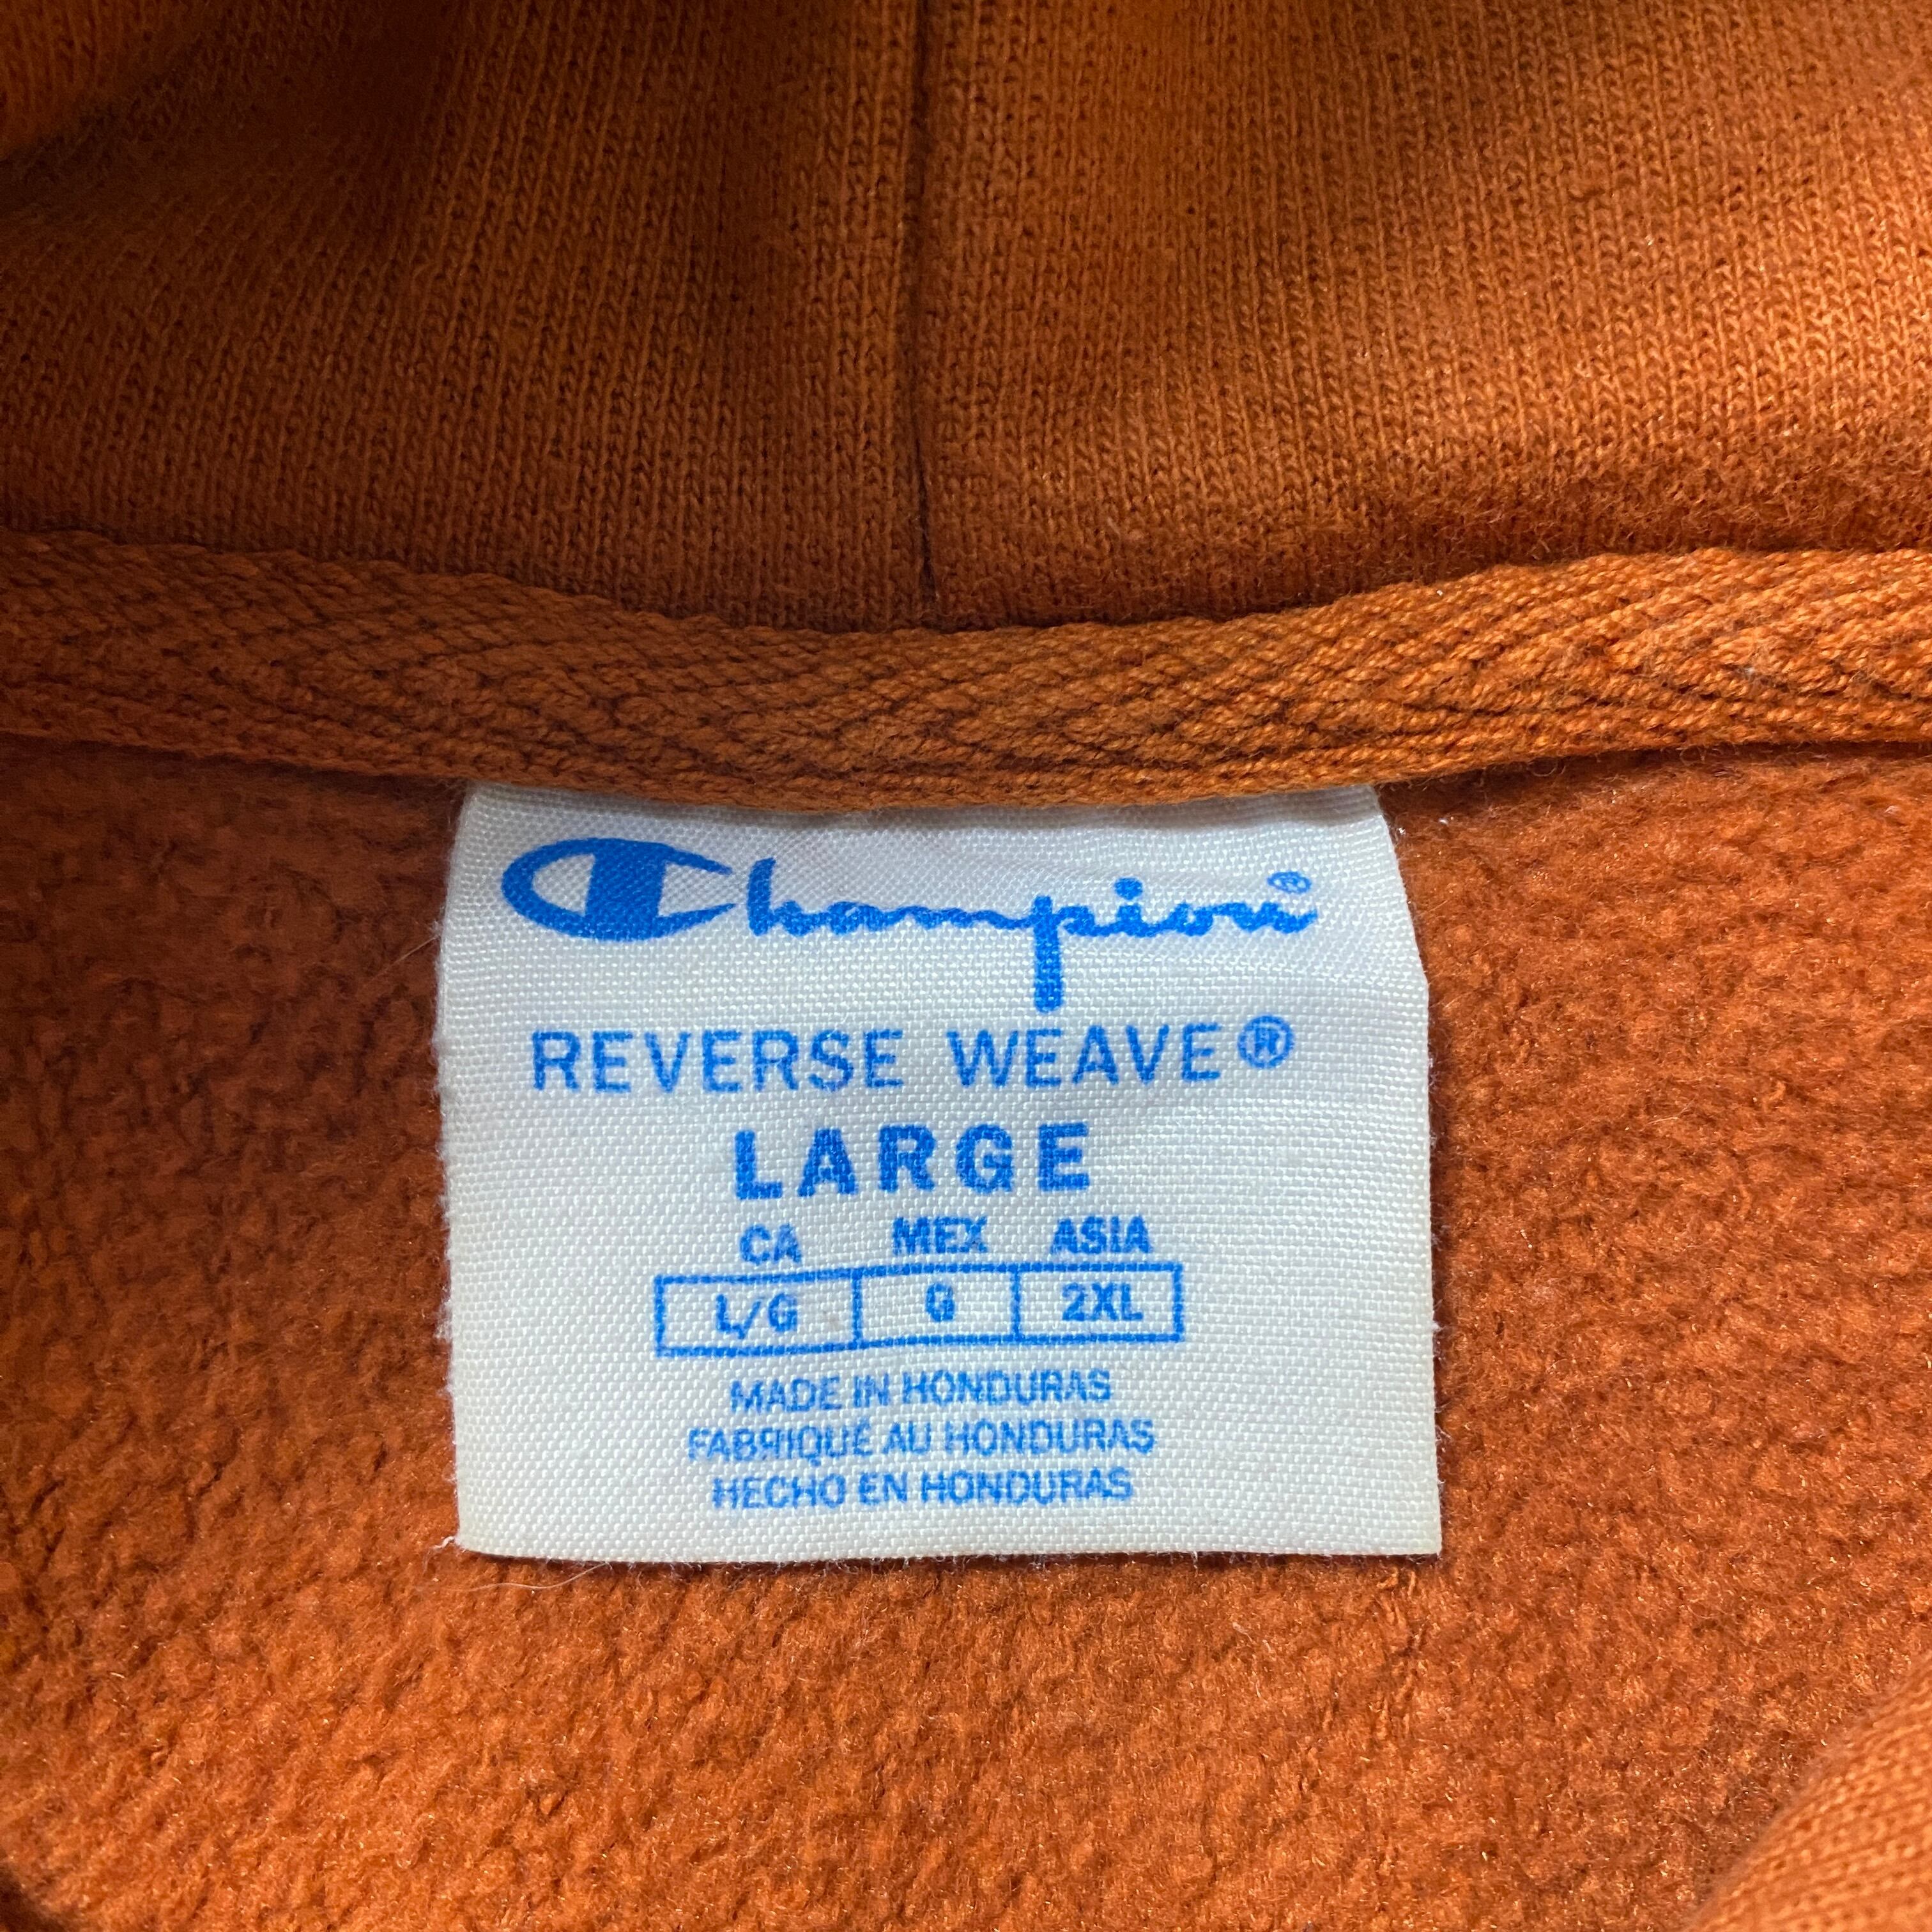 Champion®
REVERSE WEAVE®
LARGE
CA MEX ASIA
L/G G 2XL
MADE IN HONDURAS
FABRIQUÉ AU HONDURAS
HECHO EN HONDURAS